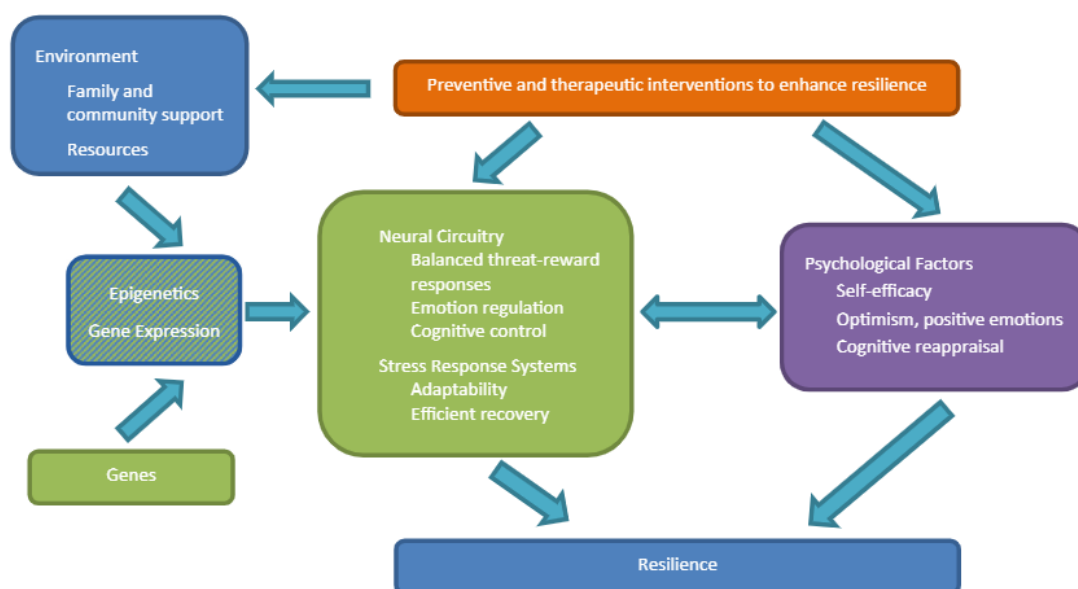 Environment
Family and
community support
Resources
Preventive and therapeutic interventions to enhance resilience
Epigenetics
Gene Expression
Genes
Neural Circuitry
Balanced threat-reward
responses
Emotion regulation
Cognitive control
Stress Response Systems
Adaptability
Efficient recovery
Psychological Factors
Self-efficacy
Optimism, positive emotions
Cognitive reappraisal
Resilience